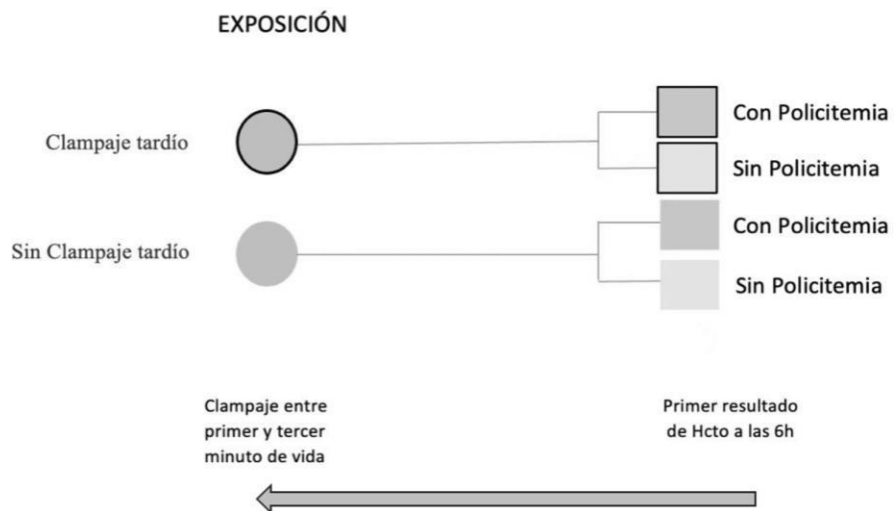 EXPOSICIÓN
Clampaje tardío
Con Policitemia
Sin Policitemia
Sin Clampaje tardío
Con Policitemia
Sin Policitemia
Clampaje entre
primer y tercer
minuto de vida
Primer resultado
de Hcto a las 6h